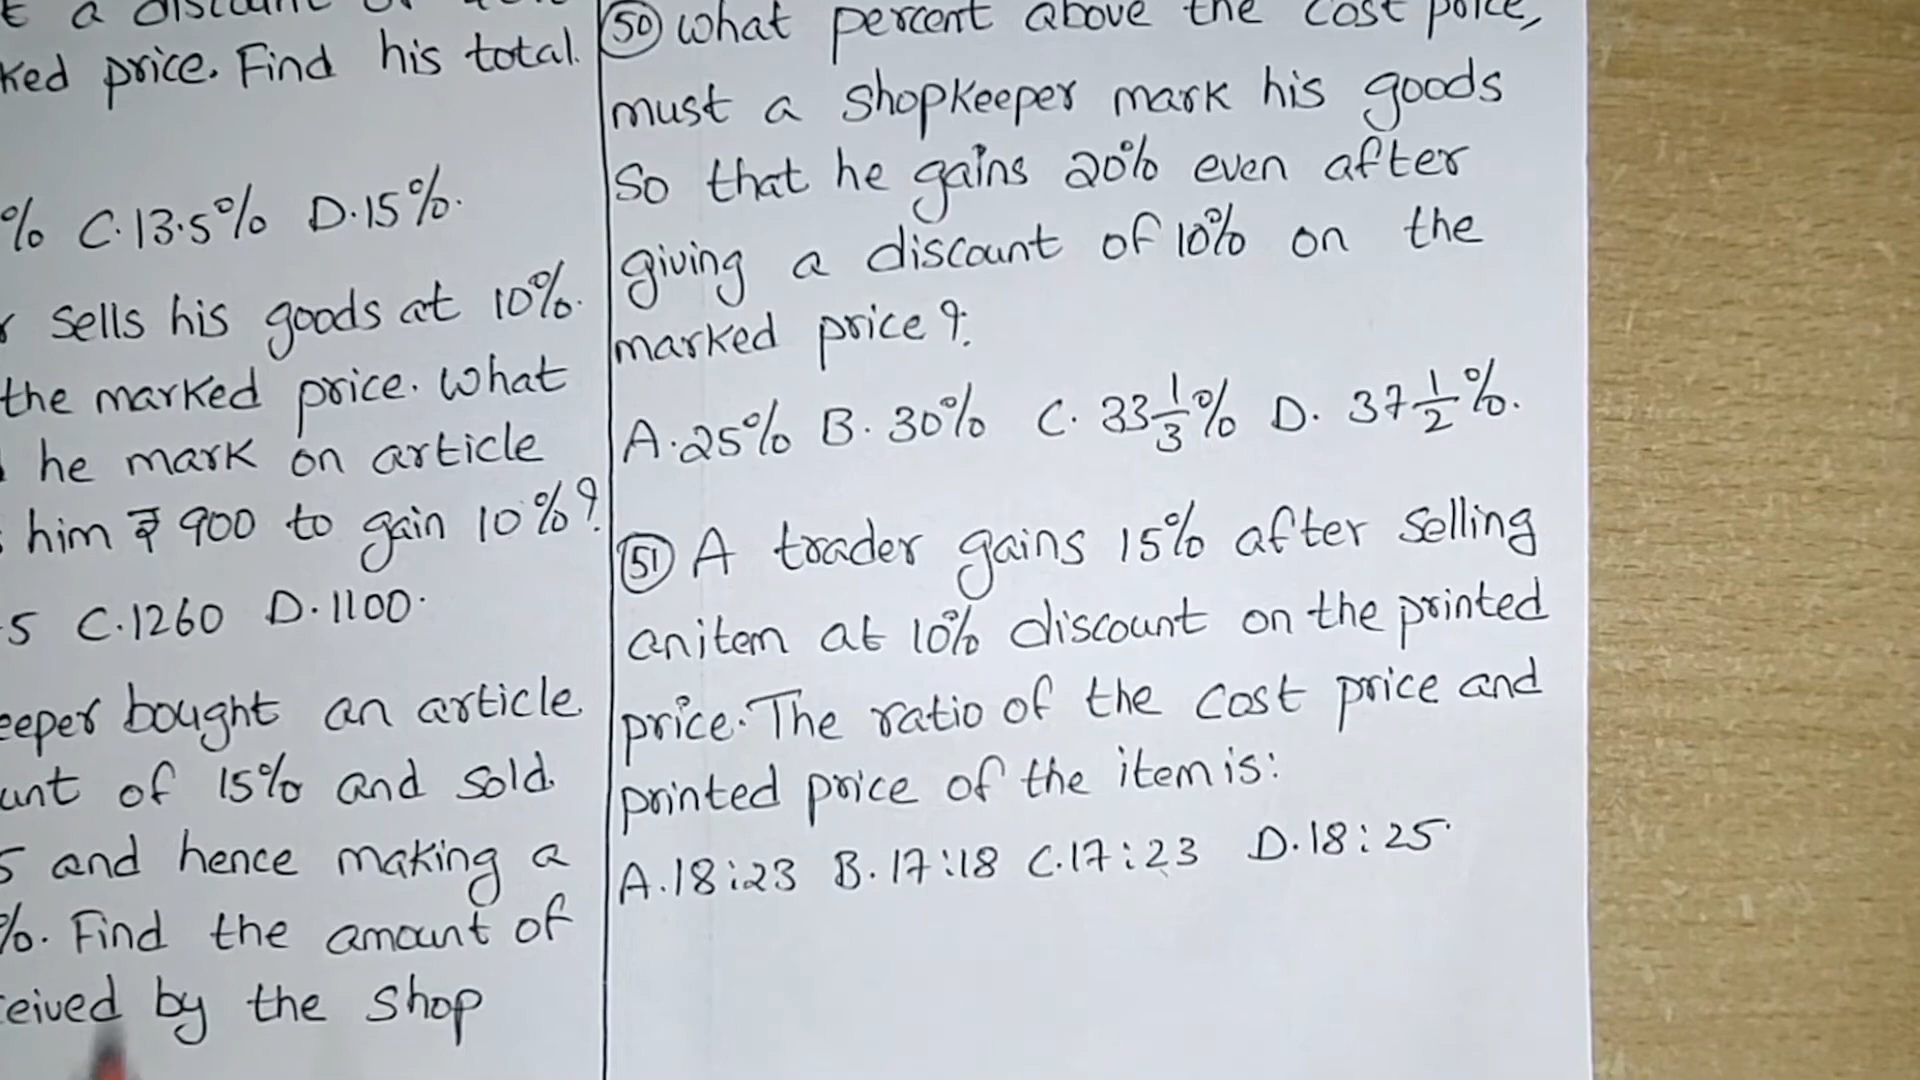 t a discount of
ked price. Find his total
% C. 13.5% D. 15%.
r sells his goods at 10%.
the marked price. What
he mark on article
him ₹ 900 to gain 10%?
5 C. 1260 D. 1100.
eeper bought an article
unt of 15% and sold
5 and hence making a
%. Find the amount of
eived by the shop
50 What percent above the cost price,
must a shopkeeper mark his goods
So that he gains 20% even after
giving a discount of 10% on the
marked price?
A. 25% B. 30% C. 33 1/3% D. 37 1/2%.
51 A trader gains 15% after selling
anitem at 10% discount on the printed
price. The ratio of the cost price and
printed price of the item is:
A. 18:23 B. 17:18 C. 17:23 D. 18:25.